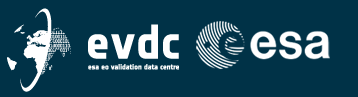 evdc esa
esa eo validation data centre